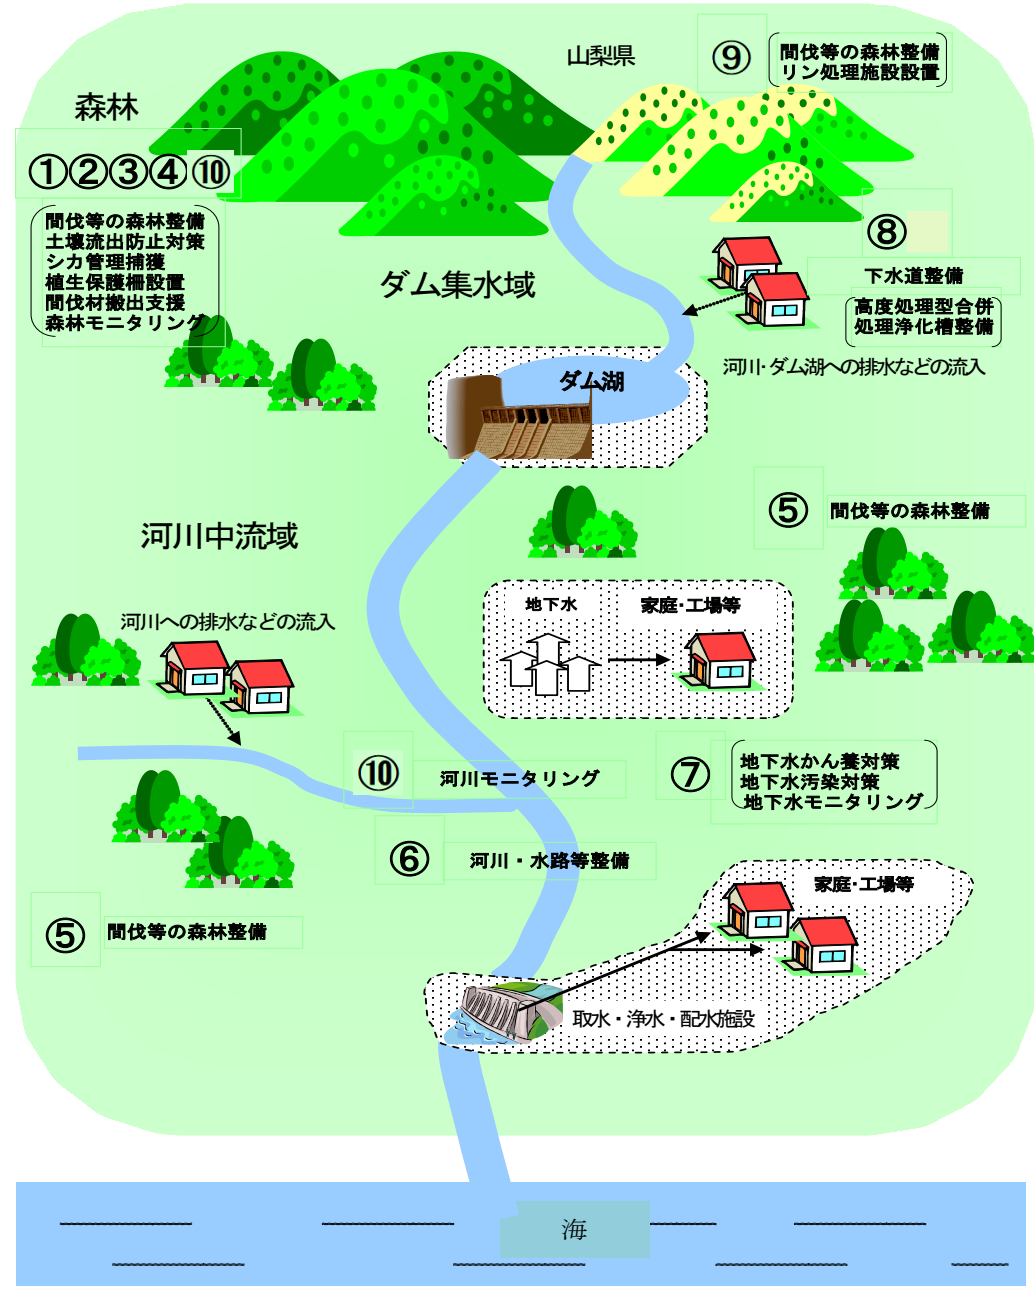 山梨県
⑨
間伐等の森林整備
リン処理施設設置
森林
①②③④⑩
間伐等の森林整備
土壌流出防止対策
シカ管理捕獲
植生保護柵設置
間伐材搬出支援
森林モニタリング
⑧
下水道整備
高度処理型合併
処理浄化槽整備
ダム集水域
河川・ダム湖への排水などの流入
ダム湖
⑤
間伐等の森林整備
河川中流域
地下水
家庭・工場等
河川への排水などの流入
⑩
河川モニタリング
⑦
地下水かん養対策
地下水汚染対策
地下水モニタリング
⑥
河川・水路等整備
家庭・工場等
⑤
間伐等の森林整備
取水・浄水・配水施設
海